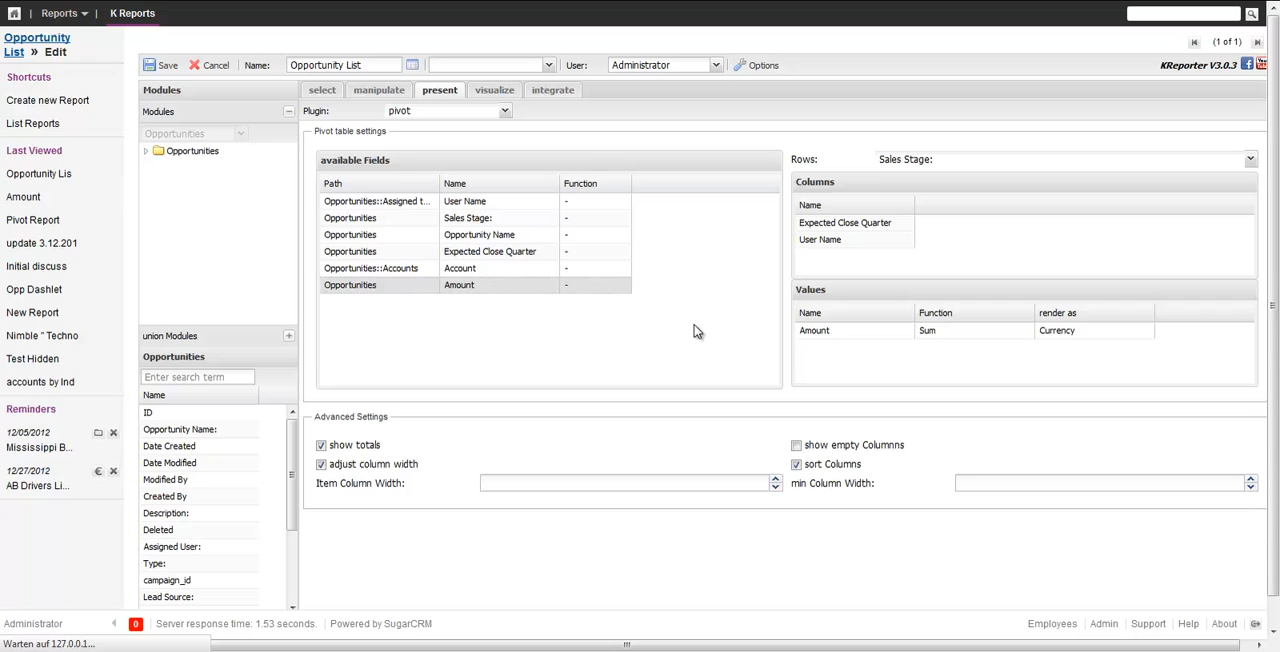 Reports
K Reports
Opportunity
List » Edit
(1 of 1)
Save
Cancel
Name:
Opportunity List
User:
Administrator
Options
KReporter V3.0.3
Shortcuts
Create new Report
List Reports
Last Viewed
Opportunity Lis
Amount
Pivot Report
update 3.12.201
Initial discuss
Opp Dashlet
New Report
Nimble " Techno
Test Hidden
accounts by Ind
Reminders
12/05/2012
Mississippi B...
12/27/2012
AB Drivers Li...
Modules
Modules
Opportunities
Opportunities
union Modules
Opportunities
Enter search term
Name
ID
Opportunity Name:
Date Created
Date Modified
Modified By
Created By
Description:
Deleted
Assigned User:
Type:
campaign_id
Lead Source:
select
manipulate
present
visualize
integrate
Plugin:
pivot
Pivot table settings
available Fields
Path Name Function
Opportunities::Assigned t... User Name -
Opportunities Sales Stage: -
Opportunities Opportunity Name -
Opportunities Expected Close Quarter -
Opportunities::Accounts Account -
Opportunities Amount -
Rows:
Sales Stage:
Columns
Name
Expected Close Quarter
User Name
Values
Name Function render as
Amount Sum Currency
Advanced Settings
show totals
show empty Columnns
adjust column width
sort Columns
Item Column Width:
min Column Width:
Administrator
0
Server response time: 1.53 seconds.
Powered by SugarCRM
Employees
Admin
Support
Help
About
Warten auf 127.0.0.1...